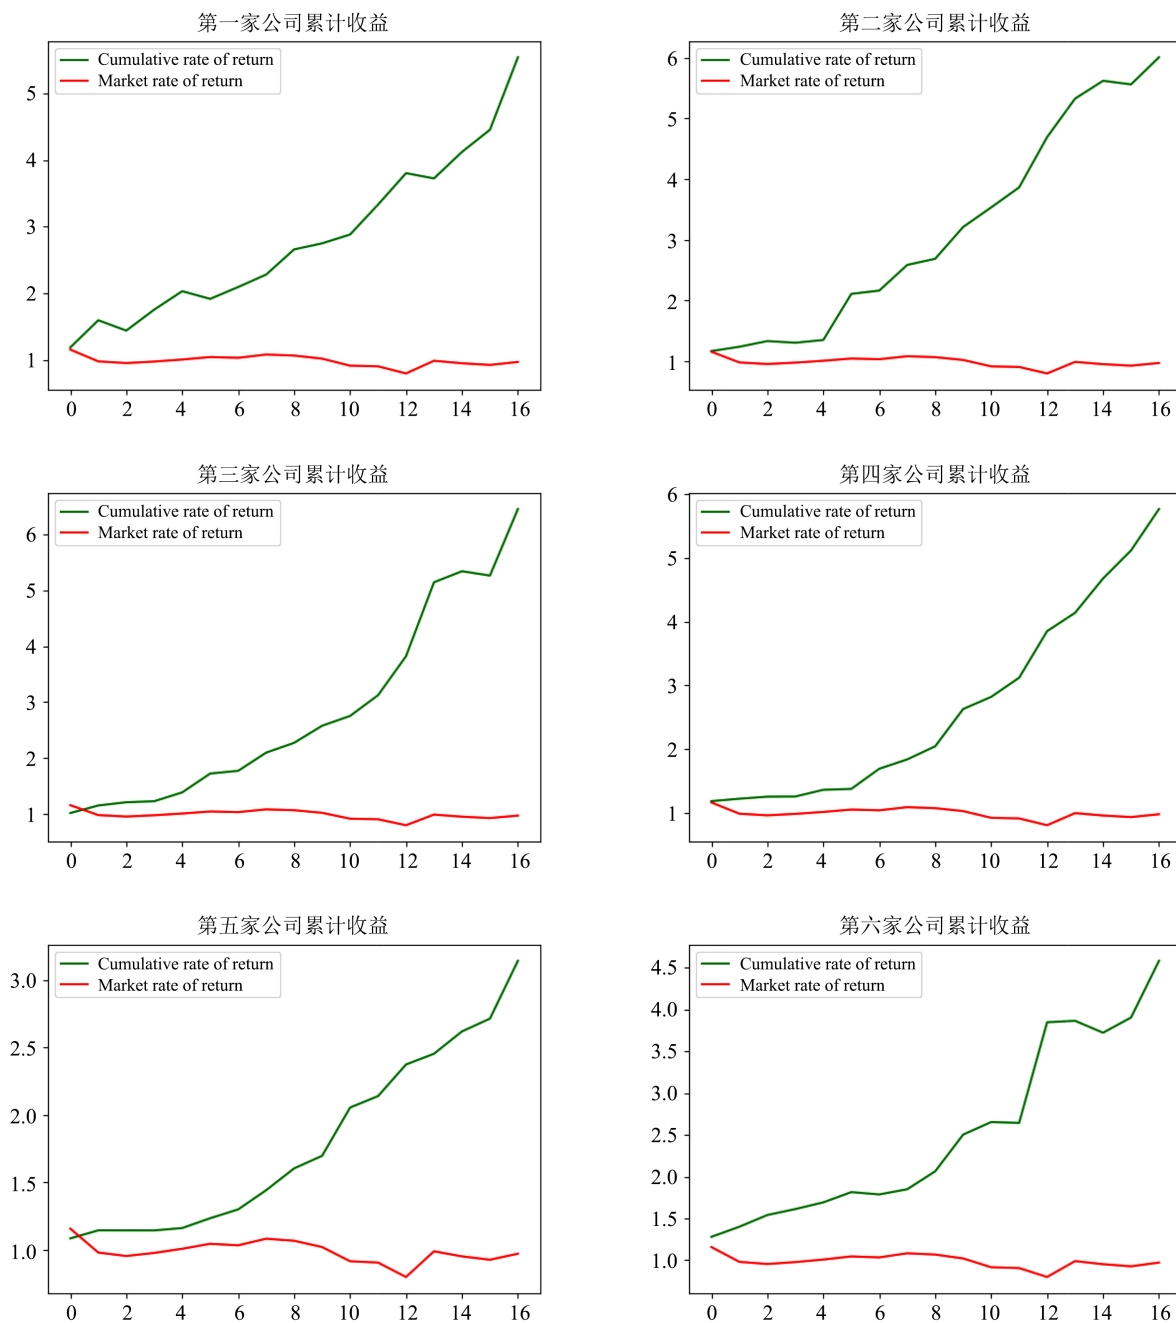 第一家公司累计收益
Cumulative rate of return
Market rate of return
5
4
3
2
1
0 2 4 6 8 10 12 14 16
第二家公司累计收益
Cumulative rate of return
Market rate of return
6
5
4
3
2
1
0 2 4 6 8 10 12 14 16
第三家公司累计收益
Cumulative rate of return
Market rate of return
6
5
4
3
2
1
0 2 4 6 8 10 12 14 16
第四家公司累计收益
Cumulative rate of return
Market rate of return
6
5
4
3
2
1
0 2 4 6 8 10 12 14 16
第五家公司累计收益
Cumulative rate of return
Market rate of return
3.0
2.5
2.0
1.5
1.0
0 2 4 6 8 10 12 14 16
第六家公司累计收益
Cumulative rate of return
Market rate of return
4.5
4.0
3.5
3.0
2.5
2.0
1.5
1.0
0 2 4 6 8 10 12 14 16